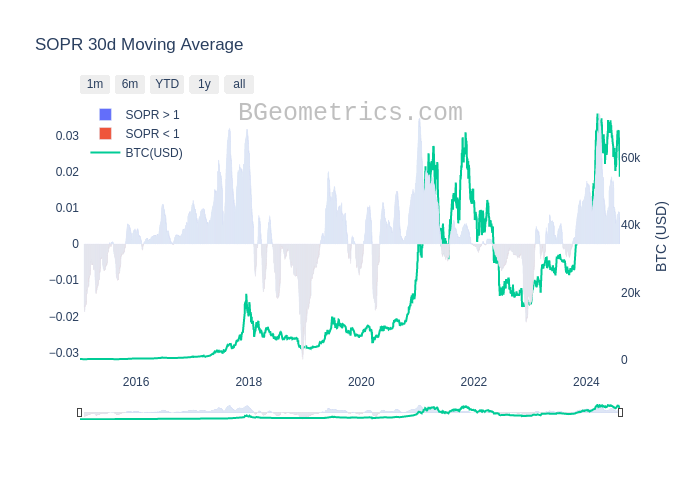 SOPR 30d Moving Average
1m 6m YTD 1y all
BGeometrics.com
SOPR > 1
SOPR < 1
BTC(USD)
0.03
0.02
0.01
0
−0.01
−0.02
−0.03
60k
40k
20k
0
BTC (USD)
2016 2018 2020 2022 2024